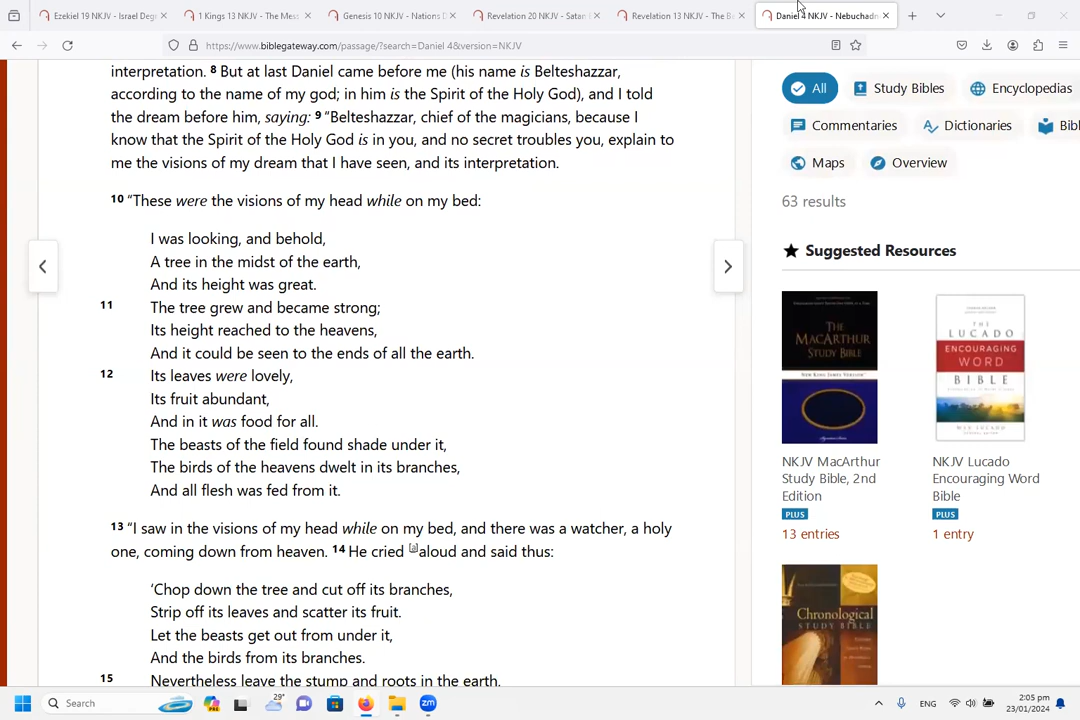 Ezekiel 19 NKJV - Israel Deg
1 Kings 13 NKJV - The Mess
Genesis 10 NKJV - Nations D
Revelation 20 NKJV - Satan
Revelation 13 NKJV - The B
Daniel 4 NKJV - Nebuchadn
https://www.biblegateway.com/passage/?search=Daniel 4&version=NKJV
interpretation. 8 But at last Daniel came before me (his name is Belteshazzar,
according to the name of my god; in him is the Spirit of the Holy God), and I told
the dream before him, saying: 9 "Belteshazzar, chief of the magicians, because I
know that the Spirit of the Holy God is in you, and no secret troubles you, explain to
me the visions of my dream that I have seen, and its interpretation.
10 "These were the visions of my head while on my bed:
I was looking, and behold,
A tree in the midst of the earth,
And its height was great.
11 The tree grew and became strong;
Its height reached to the heavens,
And it could be seen to the ends of all the earth.
12 Its leaves were lovely,
Its fruit abundant,
And in it was food for all.
The beasts of the field found shade under it,
The birds of the heavens dwelt in its branches,
And all flesh was fed from it.
13 "I saw in the visions of my head while on my bed, and there was a watcher, a holy
one, coming down from heaven. 14 He cried [a]aloud and said thus:
'Chop down the tree and cut off its branches,
Strip off its leaves and scatter its fruit.
Let the beasts get out from under it,
And the birds from its branches.
15 Nevertheless leave the stump and roots in the earth,
All
Study Bibles
Encyclopedias
Commentaries
Dictionaries
Bib
Maps
Overview
63 results
Suggested Resources
THE
MACARTHUR
STUDY BIBLE
NEW KING JAMES VERSION
THE
LUCADO
ENCOURAGING
WORD
BIBLE
MAX LUCADO
NKJV MacArthur
Study Bible, 2nd
Edition
PLUS
13 entries
NKJV Lucado
Encouraging Word
Bible
PLUS
1 entry
Chronological
STUDY BIBLE
Search
29°
ENG
2:05 pm
23/01/2024